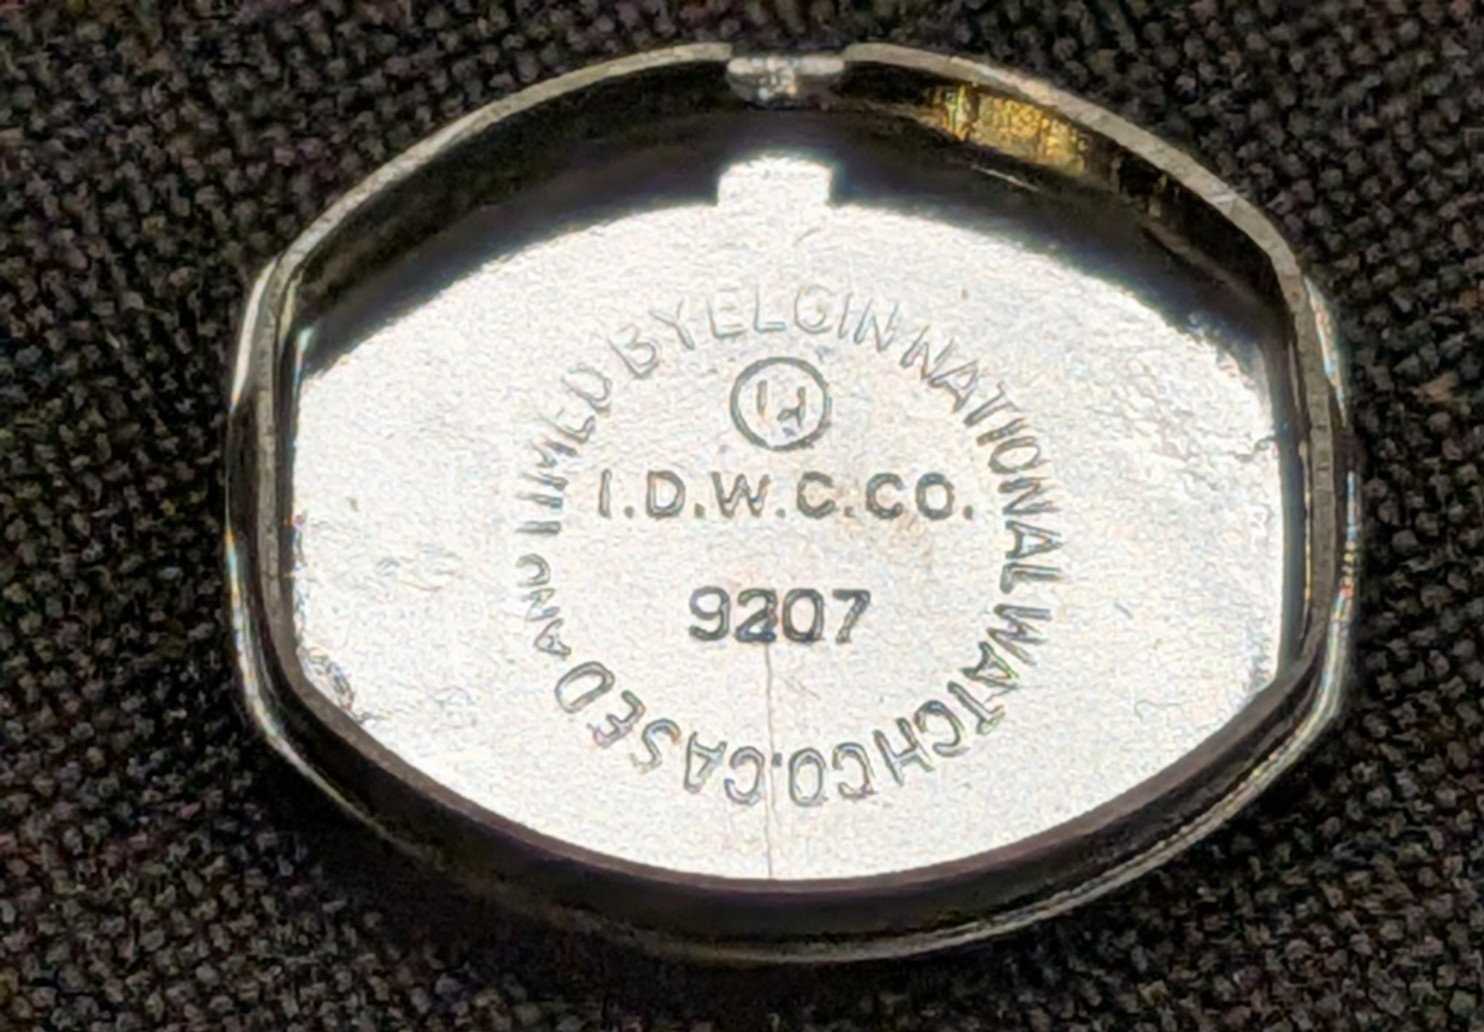 CASED AND TIMED BY ELGIN NATIONAL WATCH CO.
I.D.W.C.CO.
9207